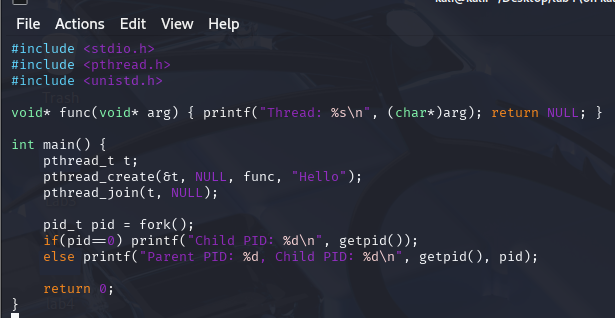 File Actions Edit View Help
#include <stdio.h>
#include <pthread.h>
#include <unistd.h>
void* func(void* arg) { printf("Thread: %s\n", (char*)arg); return NULL; }
int main() {
    pthread_t t;
    pthread_create(&t, NULL, func, "Hello");
    pthread_join(t, NULL);
    pid_t pid = fork();
    if(pid==0) printf("Child PID: %d\n", getpid());
    else printf("Parent PID: %d, Child PID: %d\n", getpid(), pid);
    return 0;
}